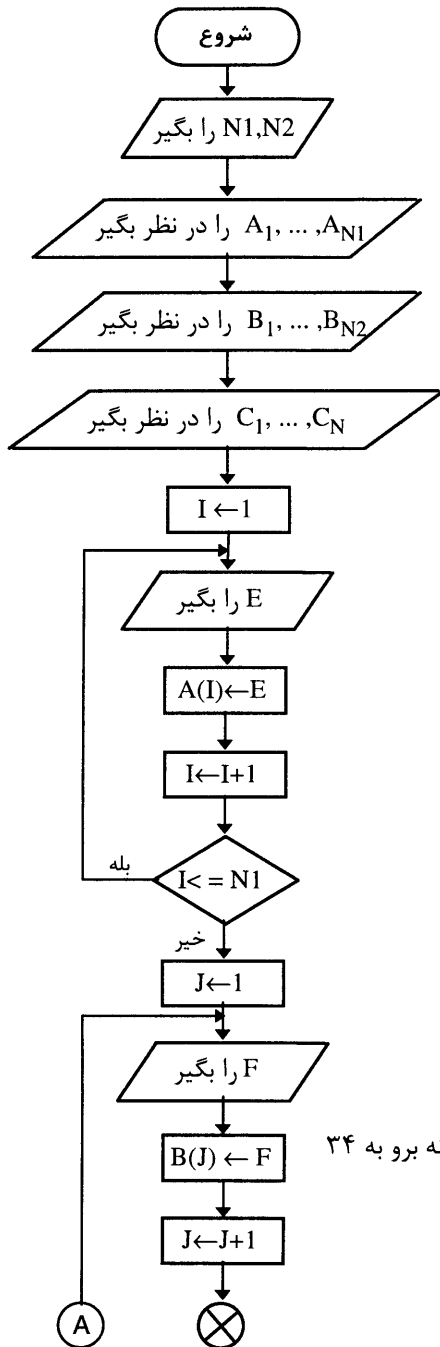 شروع
N1,N2 را بگیر
A1, ... ,AN1 را در نظر بگیر
B1, ... ,BN2 را در نظر بگیر
C1, ... ,CN را در نظر بگیر
I ←1
E را بگیر
A(I)←E
I←I+1
بله
I< = N1
خیر
J←1
F را بگیر
B(J) ← F
ه برو به ۳۴
J←J+1
A